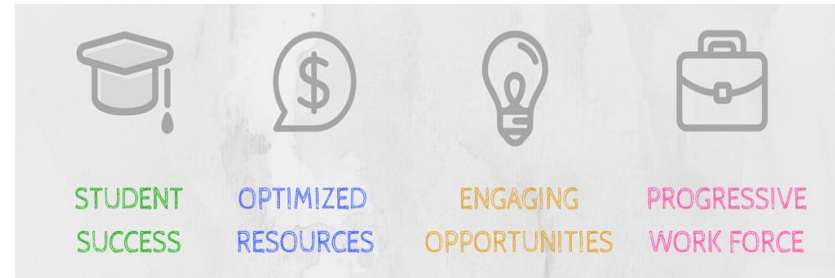 STUDENT
SUCCESS
OPTIMIZED
RESOURCES
ENGAGING
OPPORTUNITIES
PROGRESSIVE
WORK FORCE